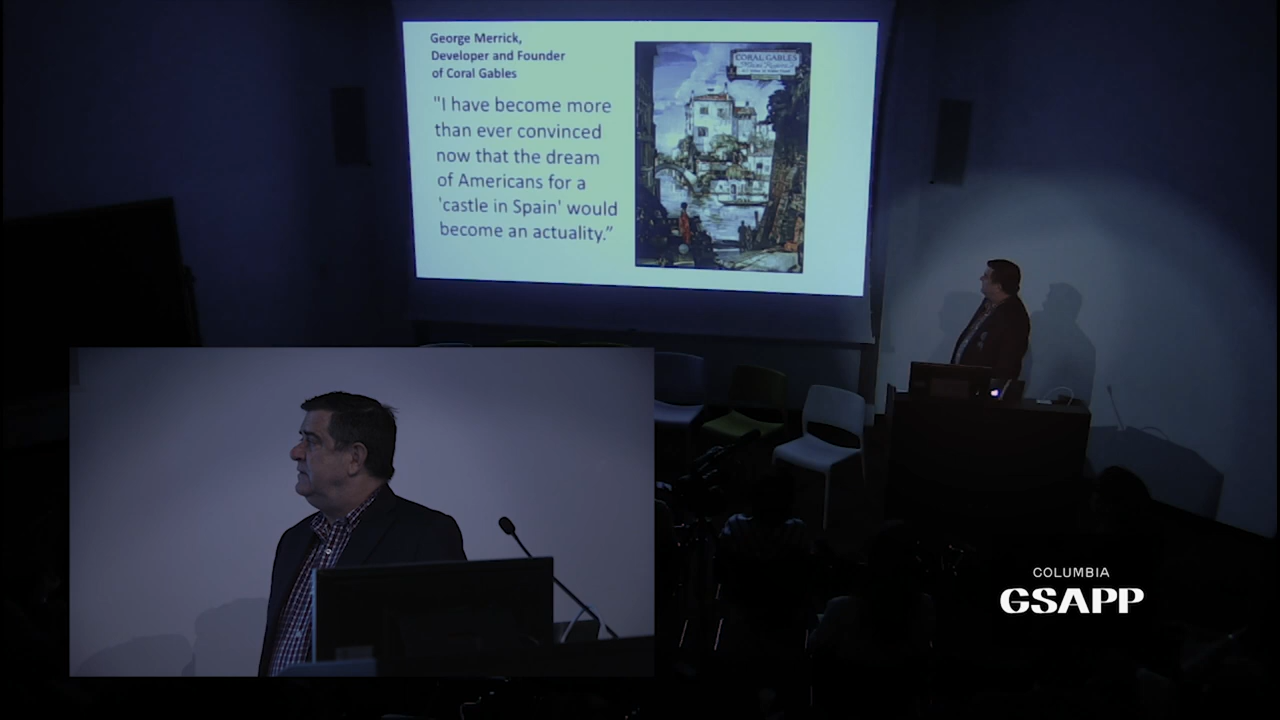 George Merrick,
Developer and Founder
of Coral Gables
"I have become more
than ever convinced
now that the dream
of Americans for a
'castle in Spain' would
become an actuality.”
CORAL GABLES
COLUMBIA
GSAPP